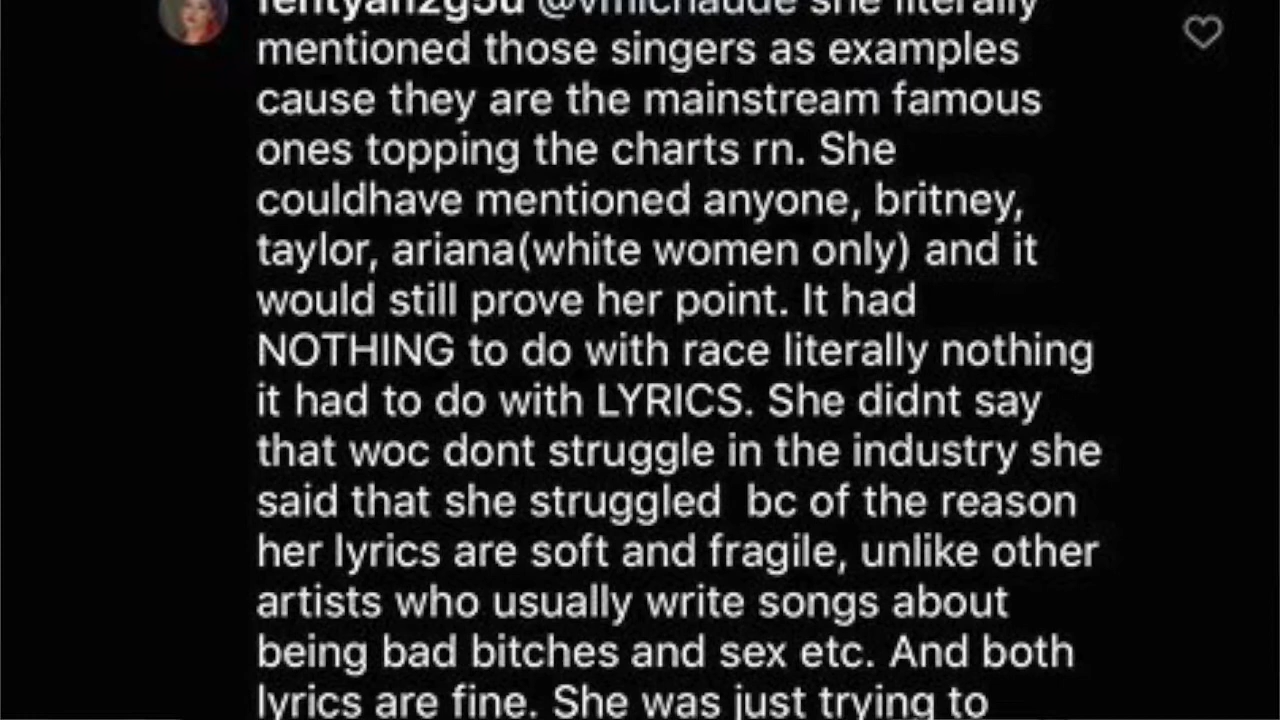 @vmichaude she literally
mentioned those singers as examples
cause they are the mainstream famous
ones topping the charts rn. She
couldhave mentioned anyone, britney,
taylor, ariana(white women only) and it
would still prove her point. It had
NOTHING to do with race literally nothing
it had to do with LYRICS. She didnt say
that woc dont struggle in the industry she
said that she struggled  bc of the reason
her lyrics are soft and fragile, unlike other
artists who usually write songs about
being bad bitches and sex etc. And both
lyrics are fine. She was just trying to